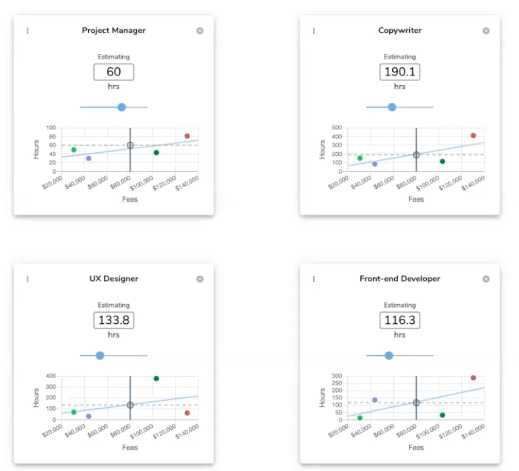 Project Manager
Estimating
60
hrs
100
80
60
40
20
0
Hours
$20,000 $40,000 $60,000 $80,000 $100,000 $120,000 $140,000
Fees
Copywriter
Estimating
190.1
hrs
500
400
300
200
100
0
Hours
$20,000 $40,000 $60,000 $80,000 $100,000 $120,000 $140,000
Fees
UX Designer
Estimating
133.8
hrs
400
300
200
100
0
Hours
$20,000 $40,000 $60,000 $80,000 $100,000 $120,000 $140,000
Fees
Front-end Developer
Estimating
116.3
hrs
300
250
200
150
100
50
0
Hours
$20,000 $40,000 $60,000 $80,000 $100,000 $120,000 $140,000
Fees